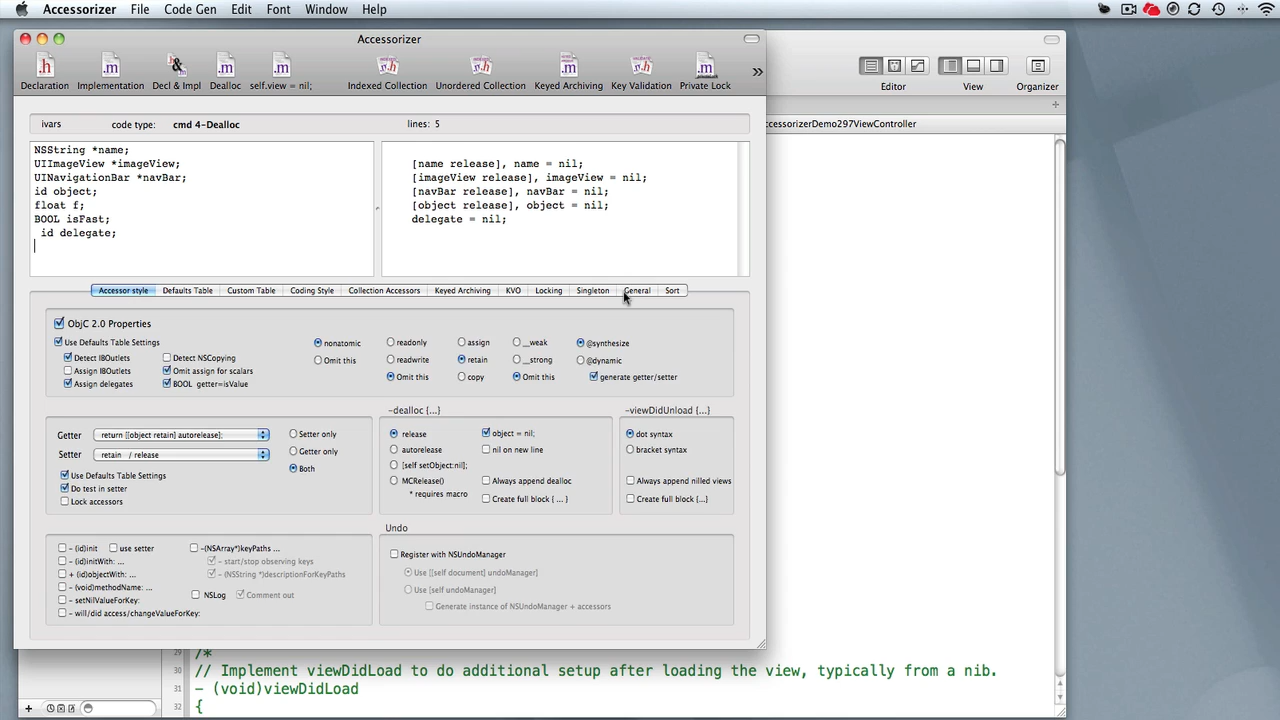 Accessorizer File Code Gen Edit Font Window Help
Accessorizer
Declaration Implementation Decl & Impl Dealloc self.view = nil; Indexed Collection Unordered Collection Keyed Archiving Key Validation Private Lock »
Editor View Organizer
ivars code type: cmd 4-Dealloc lines: 5
ccessorizerDemo297ViewController
NSString *name;
UIImageView *imageView;
UINavigationBar *navBar;
id object;
float f;
BOOL isFast;
id delegate;
[name release], name = nil;
[imageView release], imageView = nil;
[navBar release], navBar = nil;
[object release], object = nil;
delegate = nil;
Accessor style Defaults Table Custom Table Coding Style Collection Accessors Keyed Archiving KVO Locking Singleton General Sort
ObjC 2.0 Properties
Use Defaults Table Settings
Detect IBOutlets Detect NSCopying
Assign IBOutlets Omit assign for scalars
Assign delegates BOOL getter=isValue
nonatomic
Omit this
readonly
readwrite
Omit this
assign
retain
copy
__weak
__strong
Omit this
@synthesize
@dynamic
generate getter/setter
Getter return [[object retain] autorelease];
Setter retain / release
Use Defaults Table Settings
Do test in setter
Lock accessors
Setter only
Getter only
Both
-dealloc {...}
release
autorelease
[self setObject:nil];
MCRelease()
* requires macro
object = nil;
nil on new line
Always append dealloc
Create full block { ... }
-viewDidUnload {...}
dot syntax
bracket syntax
Always append nilled views
Create full block {...}
- (id)init use setter
- (id)initWith: ...
+ (id)objectWith: ...
- (void)methodName: ...
- setNilValueForKey:
- will/did access/changeValueForKey:
-(NSArray*)keyPaths ...
- start/stop observing keys
- (NSString *)descriptionForKeyPaths
NSLog Comment out
Undo
Register with NSUndoManager
Use [[self document] undoManager]
Use [self undoManager]
Generate instance of NSUndoManager + accessors
29 /*
30 // Implement viewDidLoad to do additional setup after loading the view, typically from a nib.
31 - (void)viewDidLoad
32 {